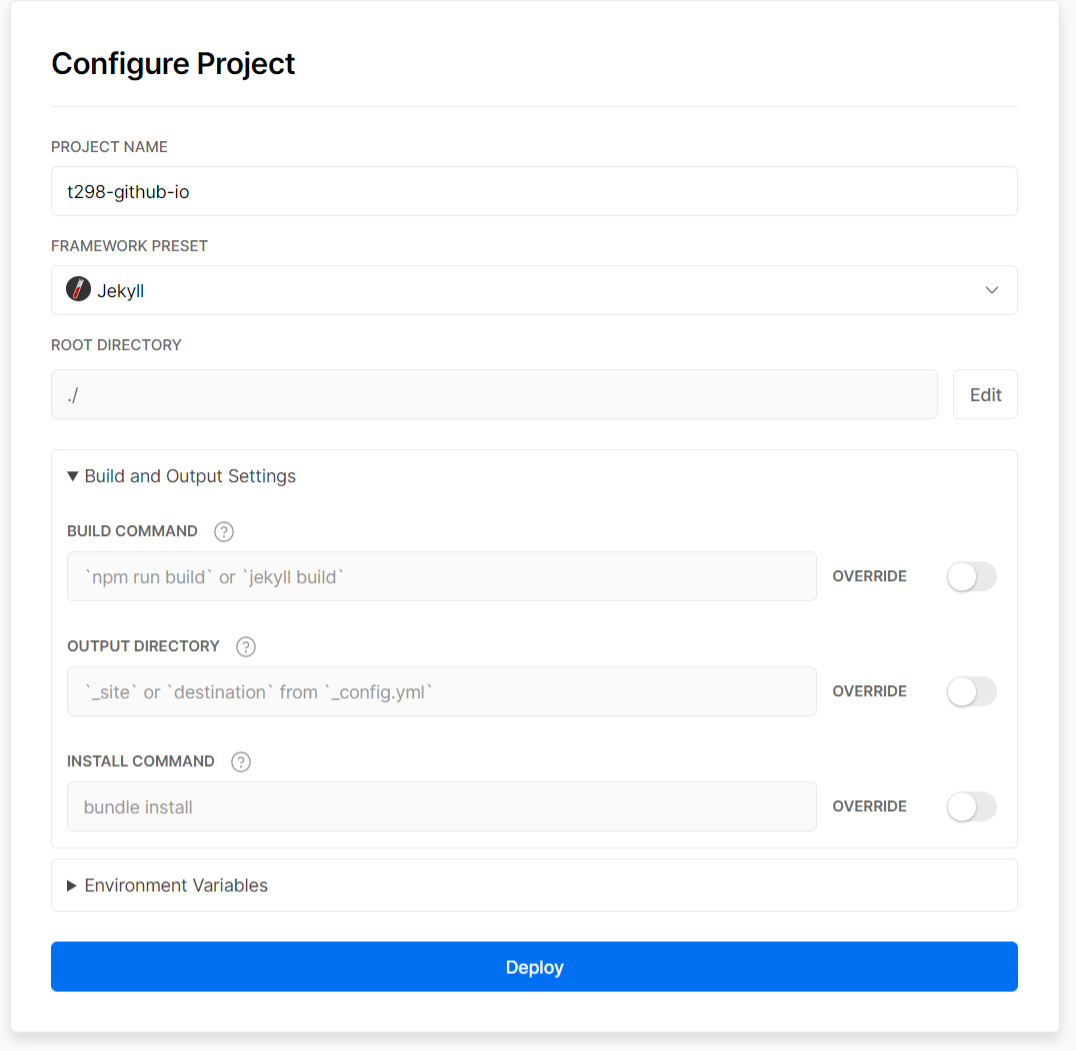 Configure Project
PROJECT NAME
t298-github-io
FRAMEWORK PRESET
Jekyll
ROOT DIRECTORY
./
Edit
Build and Output Settings
BUILD COMMAND ?
`npm run build` or `jekyll build`
OVERRIDE
OUTPUT DIRECTORY ?
`_site` or `destination` from `_config.yml`
OVERRIDE
INSTALL COMMAND ?
bundle install
OVERRIDE
Environment Variables
Deploy